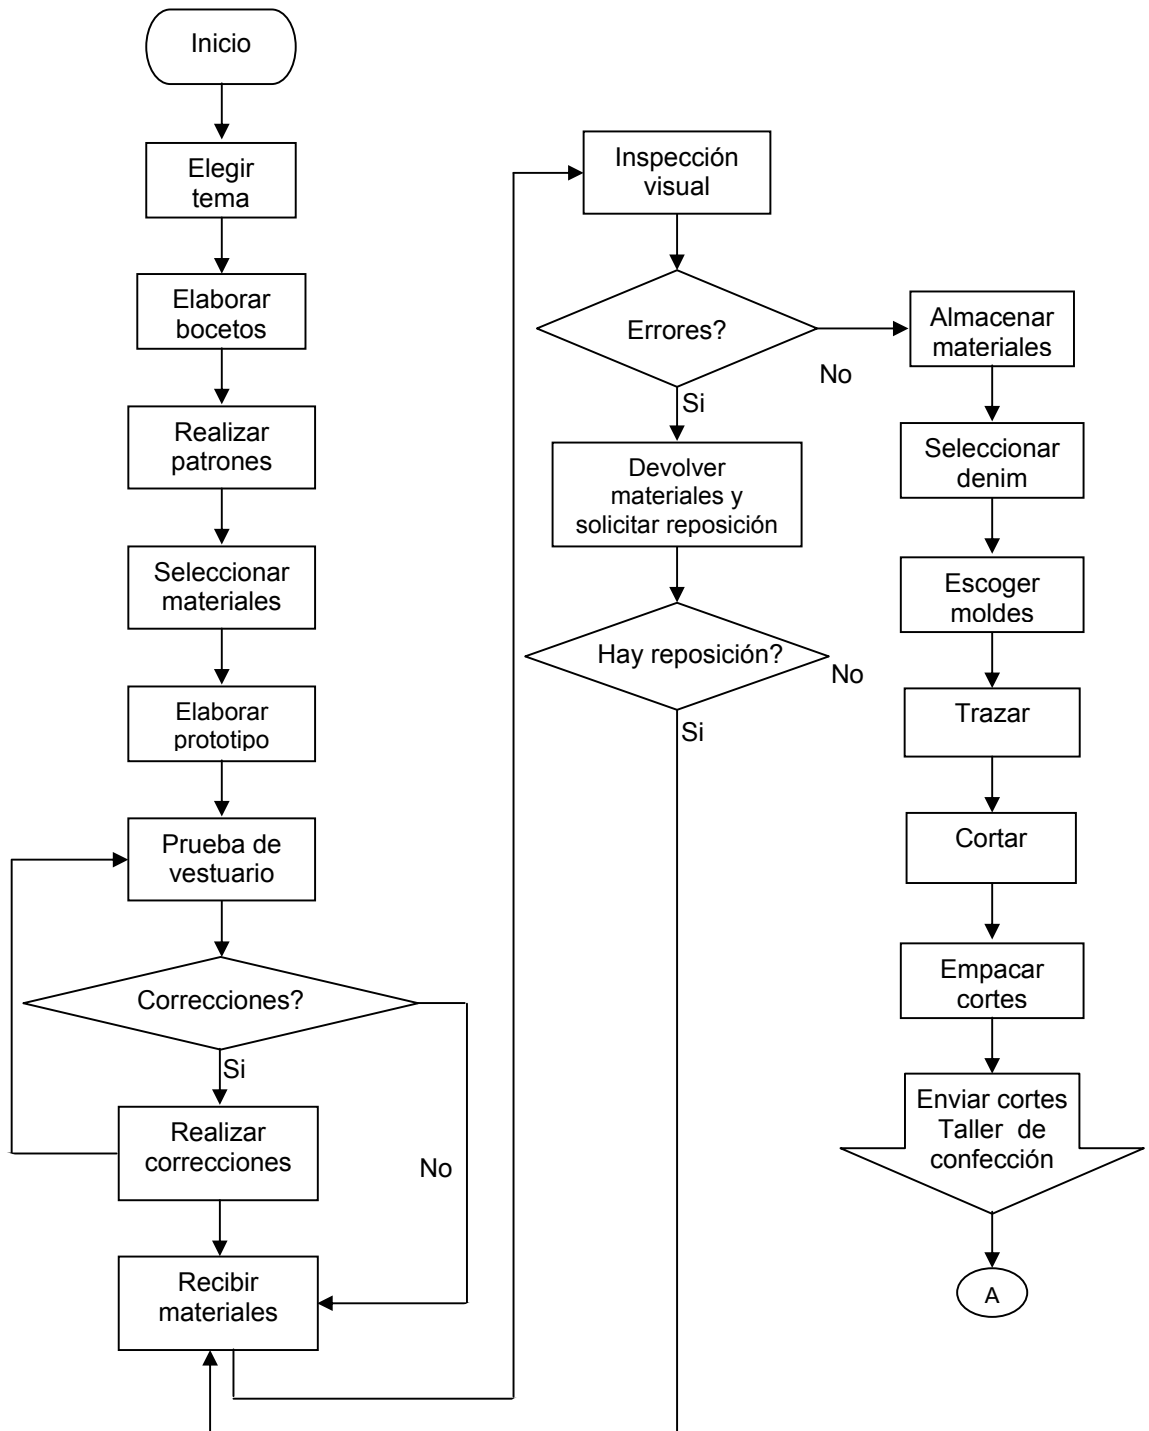 Inicio
Elegir
tema
Elaborar
bocetos
Realizar
patrones
Seleccionar
materiales
Elaborar
prototipo
Prueba de
vestuario
Correcciones?
Si
Realizar
correcciones
No
Recibir
materiales
Inspección
visual
Errores?
No
Si
Devolver
materiales y
solicitar reposición
Hay reposición?
No
Si
Almacenar
materiales
Seleccionar
denim
Escoger
moldes
Trazar
Cortar
Empacar
cortes
Enviar cortes
Taller de
confección
A